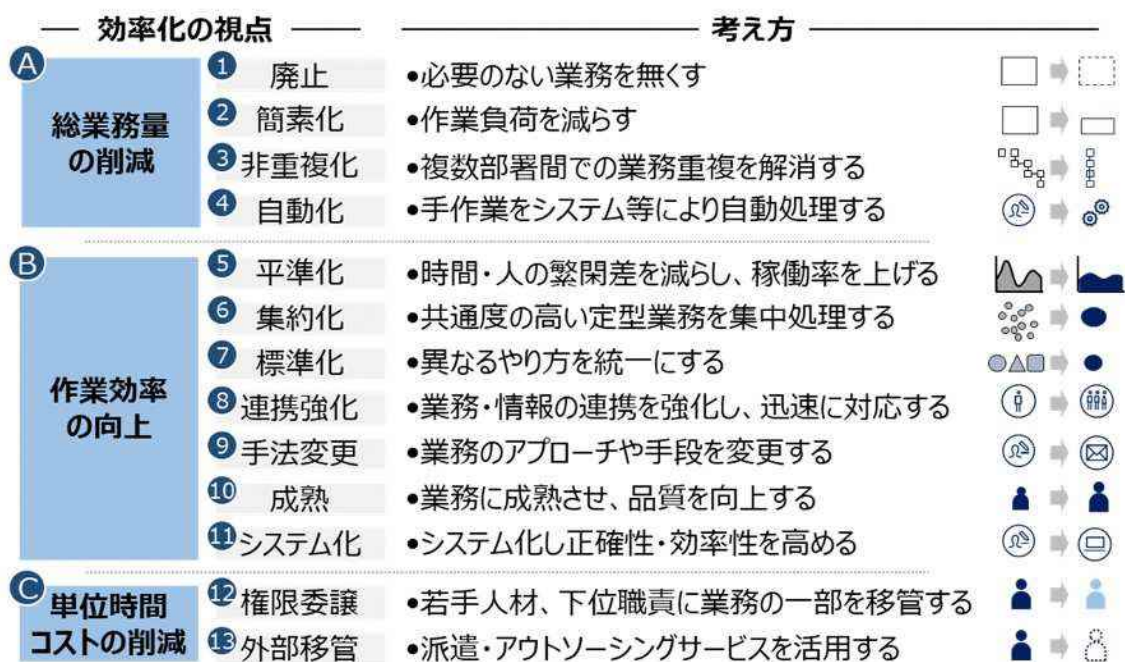 効率化の視点 考え方
A 総業務量の削減
1 廃止 •必要のない業務を無くす
2 簡素化 •作業負荷を減らす
3 非重複化 •複数部署間での業務重複を解消する
4 自動化 •手作業をシステム等により自動処理する
B 作業効率の向上
5 平準化 •時間・人の繁閑差を減らし、稼働率を上げる
6 集約化 •共通度の高い定型業務を集中処理する
7 標準化 •異なるやり方を統一にする
8 連携強化 •業務・情報の連携を強化し、迅速に対応する
9 手法変更 •業務のアプローチや手段を変更する
10 成熟 •業務に成熟させ、品質を向上する
11 システム化 •システム化し正確性・効率性を高める
C 単位時間コストの削減
12 権限委譲 •若手人材、下位職責に業務の一部を移管する
13 外部移管 •派遣・アウトソーシングサービスを活用する